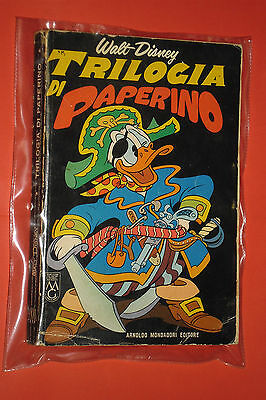 Walt Disney
TRILOGIA
DI
PAPERINO
ARNOLDO MONDADORI EDITORE
TRILOGIA DI PAPERINO